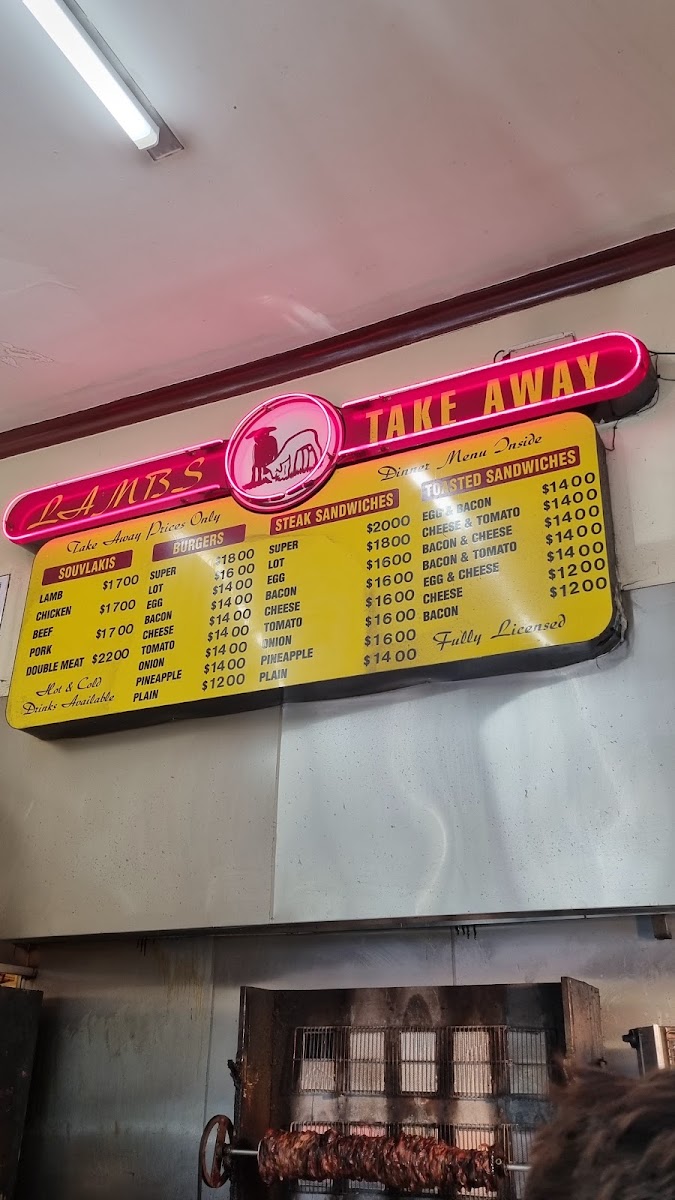 LAMBS TAKE AWAY
Take Away Prices Only
Dinner Menu Inside
SOUVLAKIS
LAMB $1700
CHICKEN $1700
BEEF
PORK $1700
DOUBLE MEAT $2200
Hot & Cold
Drinks Available
BURGERS
SUPER $1800
LOT $1600
EGG $1400
BACON $1400
CHEESE $1400
TOMATO $1400
ONION $1400
PINEAPPLE $1400
PLAIN $1200
STEAK SANDWICHES
SUPER $2000
LOT $1800
EGG $1600
BACON $1600
CHEESE $1600
TOMATO $1600
ONION
PINEAPPLE $1600
PLAIN $1400
TOASTED SANDWICHES
EGG & BACON $1400
CHEESE & TOMATO $1400
BACON & CHEESE $1400
BACON & TOMATO $1400
EGG & CHEESE $1400
CHEESE $1200
BACON $1200
Fully Licensed